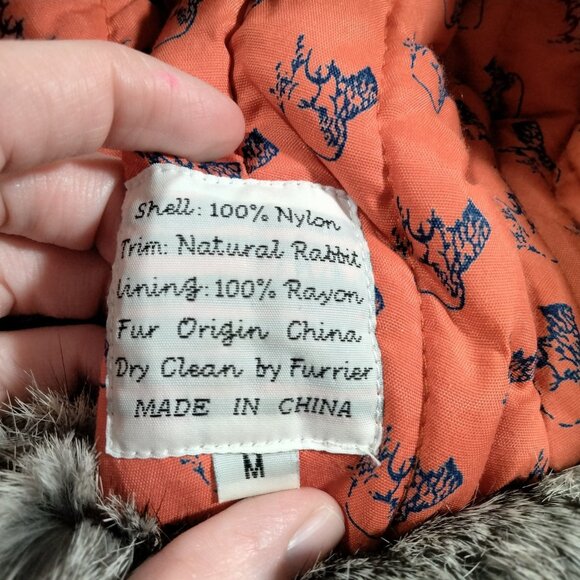 Shell: 100% Nylon
Trim: Natural Rabbit
Lining: 100% Rayon
Fur Origin China
Dry Clean by Furrier
MADE IN CHINA
M